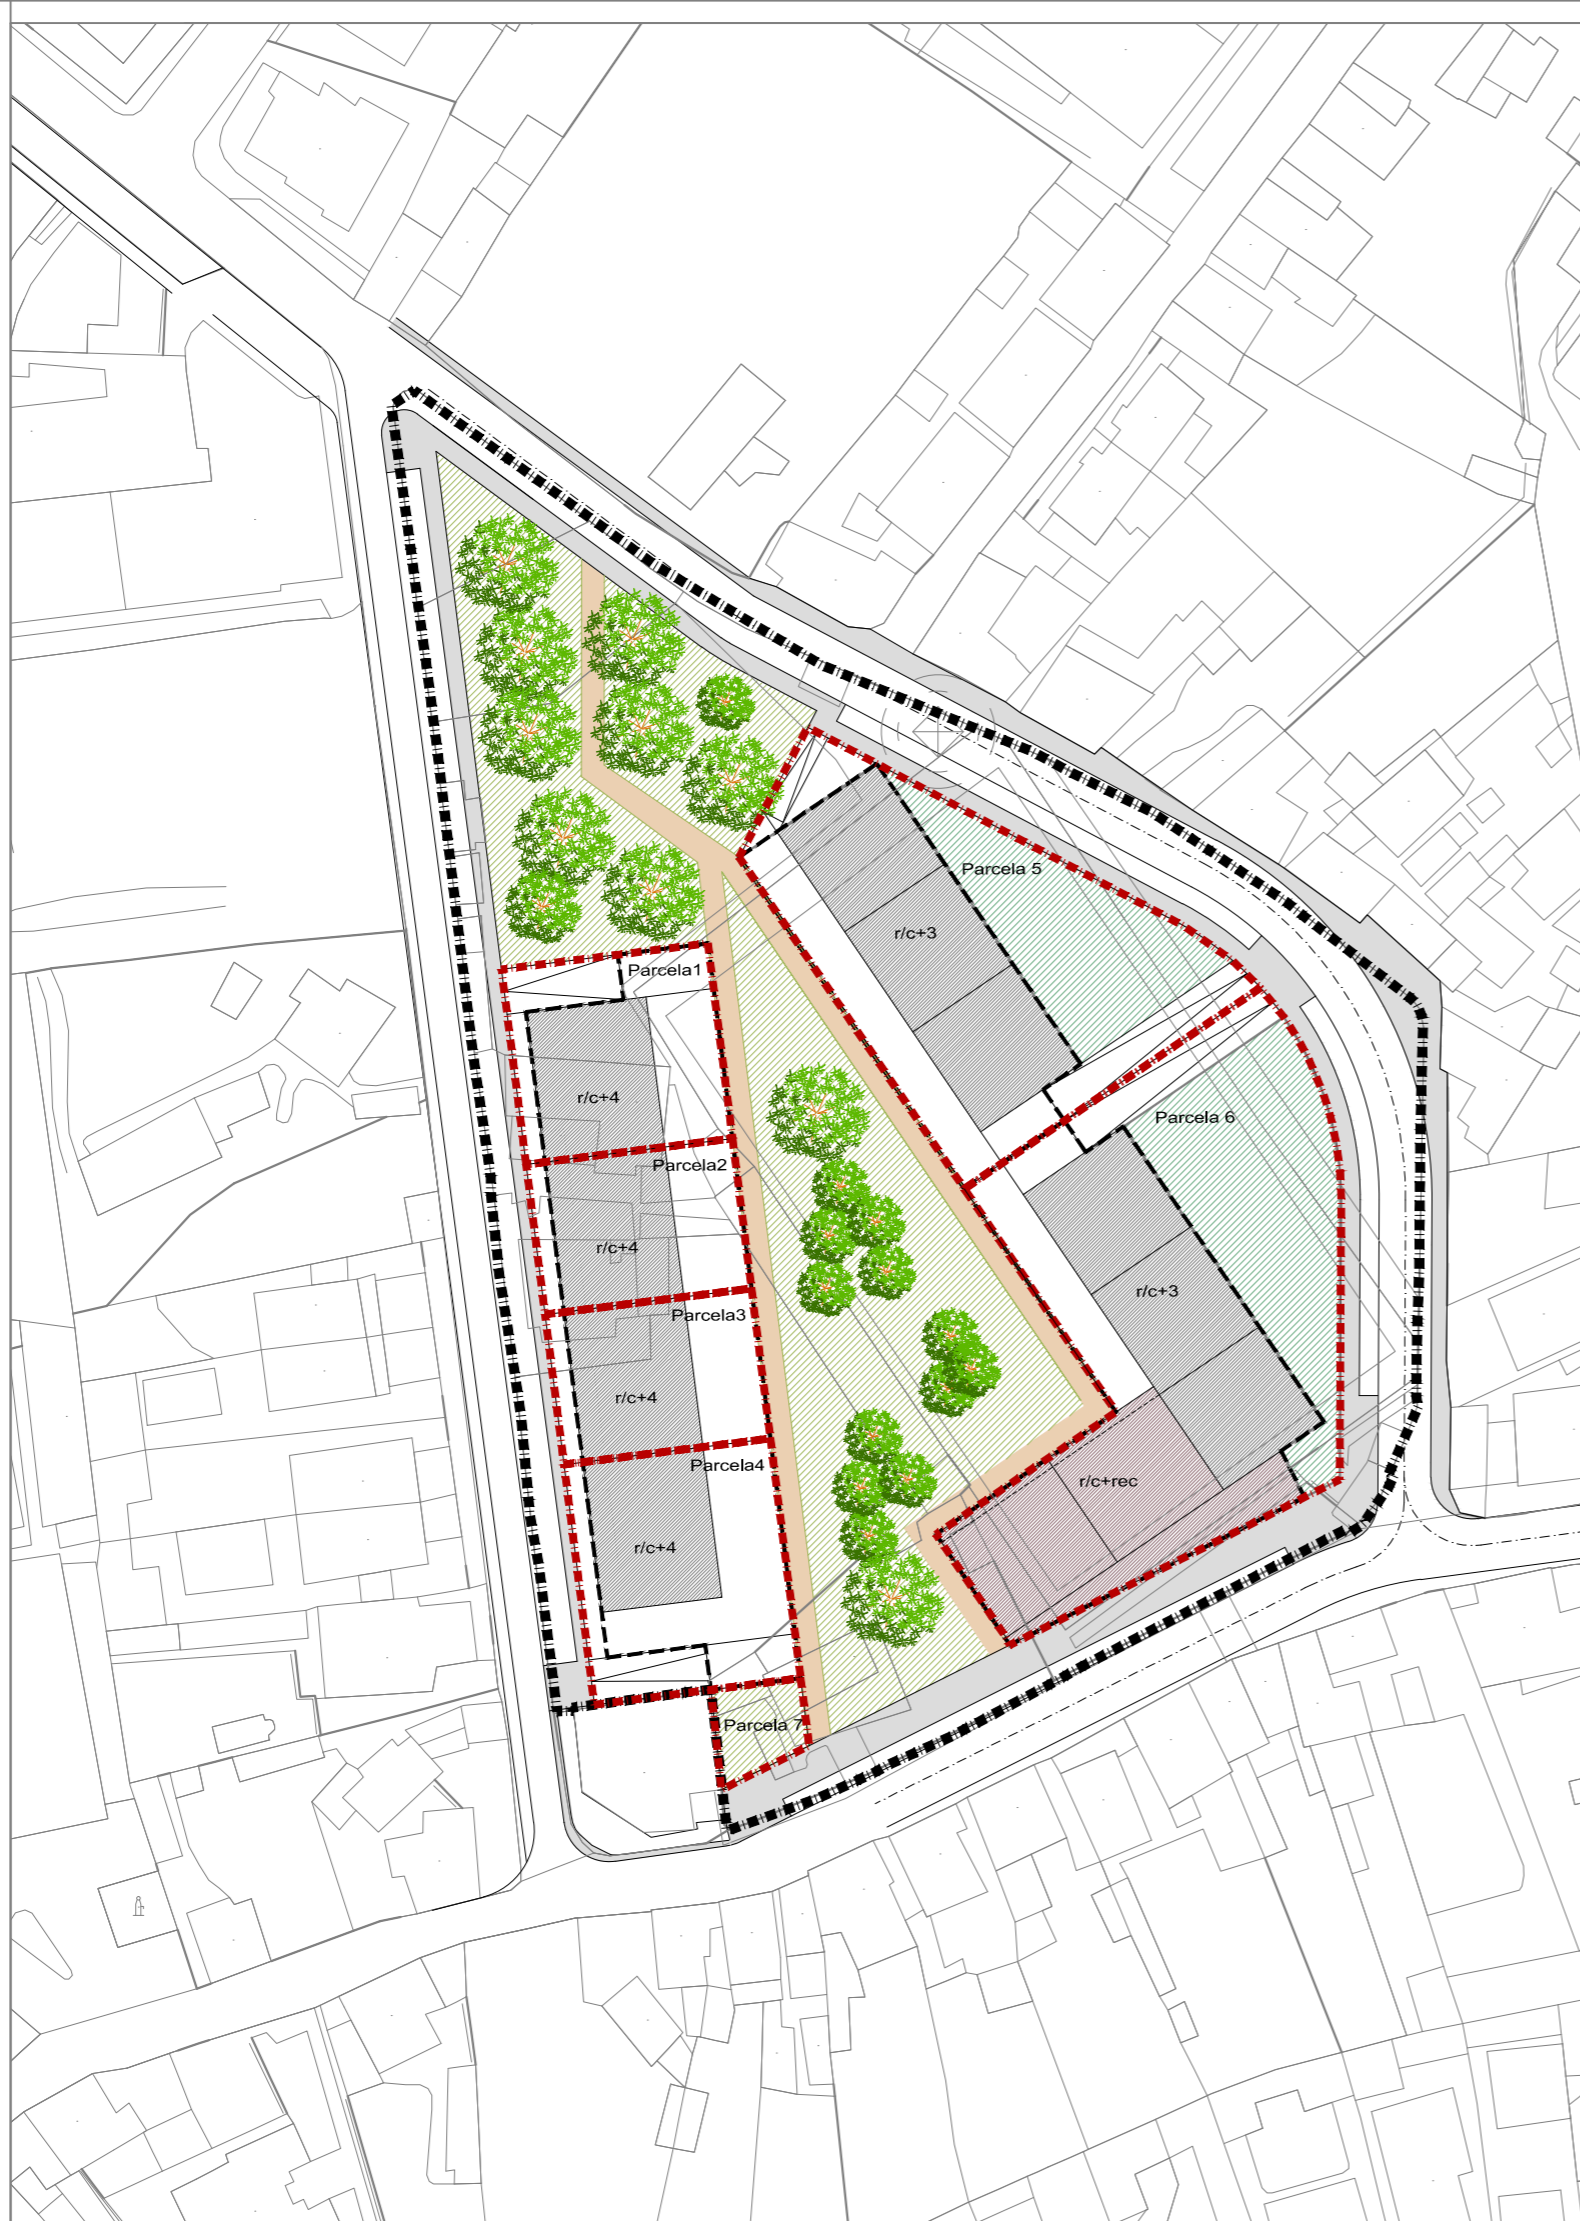 Parcela 5
r/c+3
Parcela1
r/c+4
Parcela 6
Parcela2
r/c+4
r/c+3
Parcela3
r/c+4
Parcela4
r/c+rec
r/c+4
Parcela 7